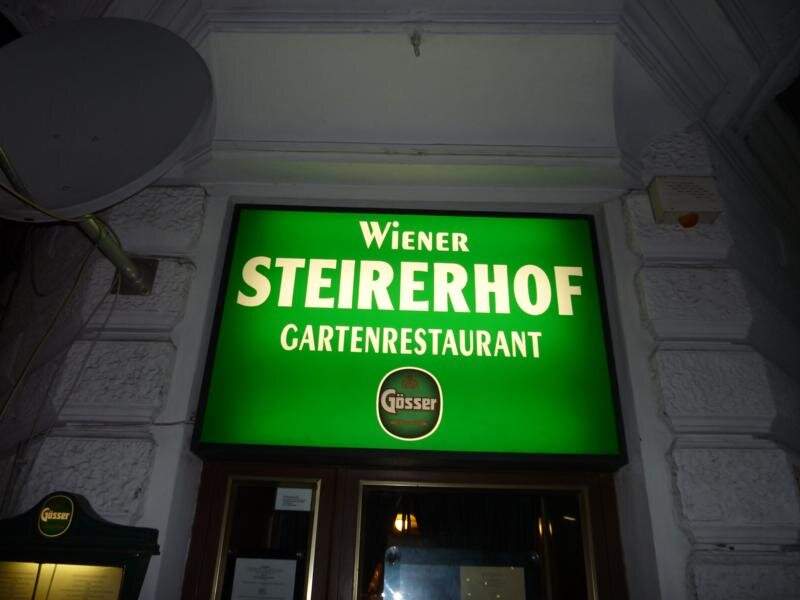 WiENER
STEIRERHOF
GARTENRESTAURANT
Gösser
Gösser